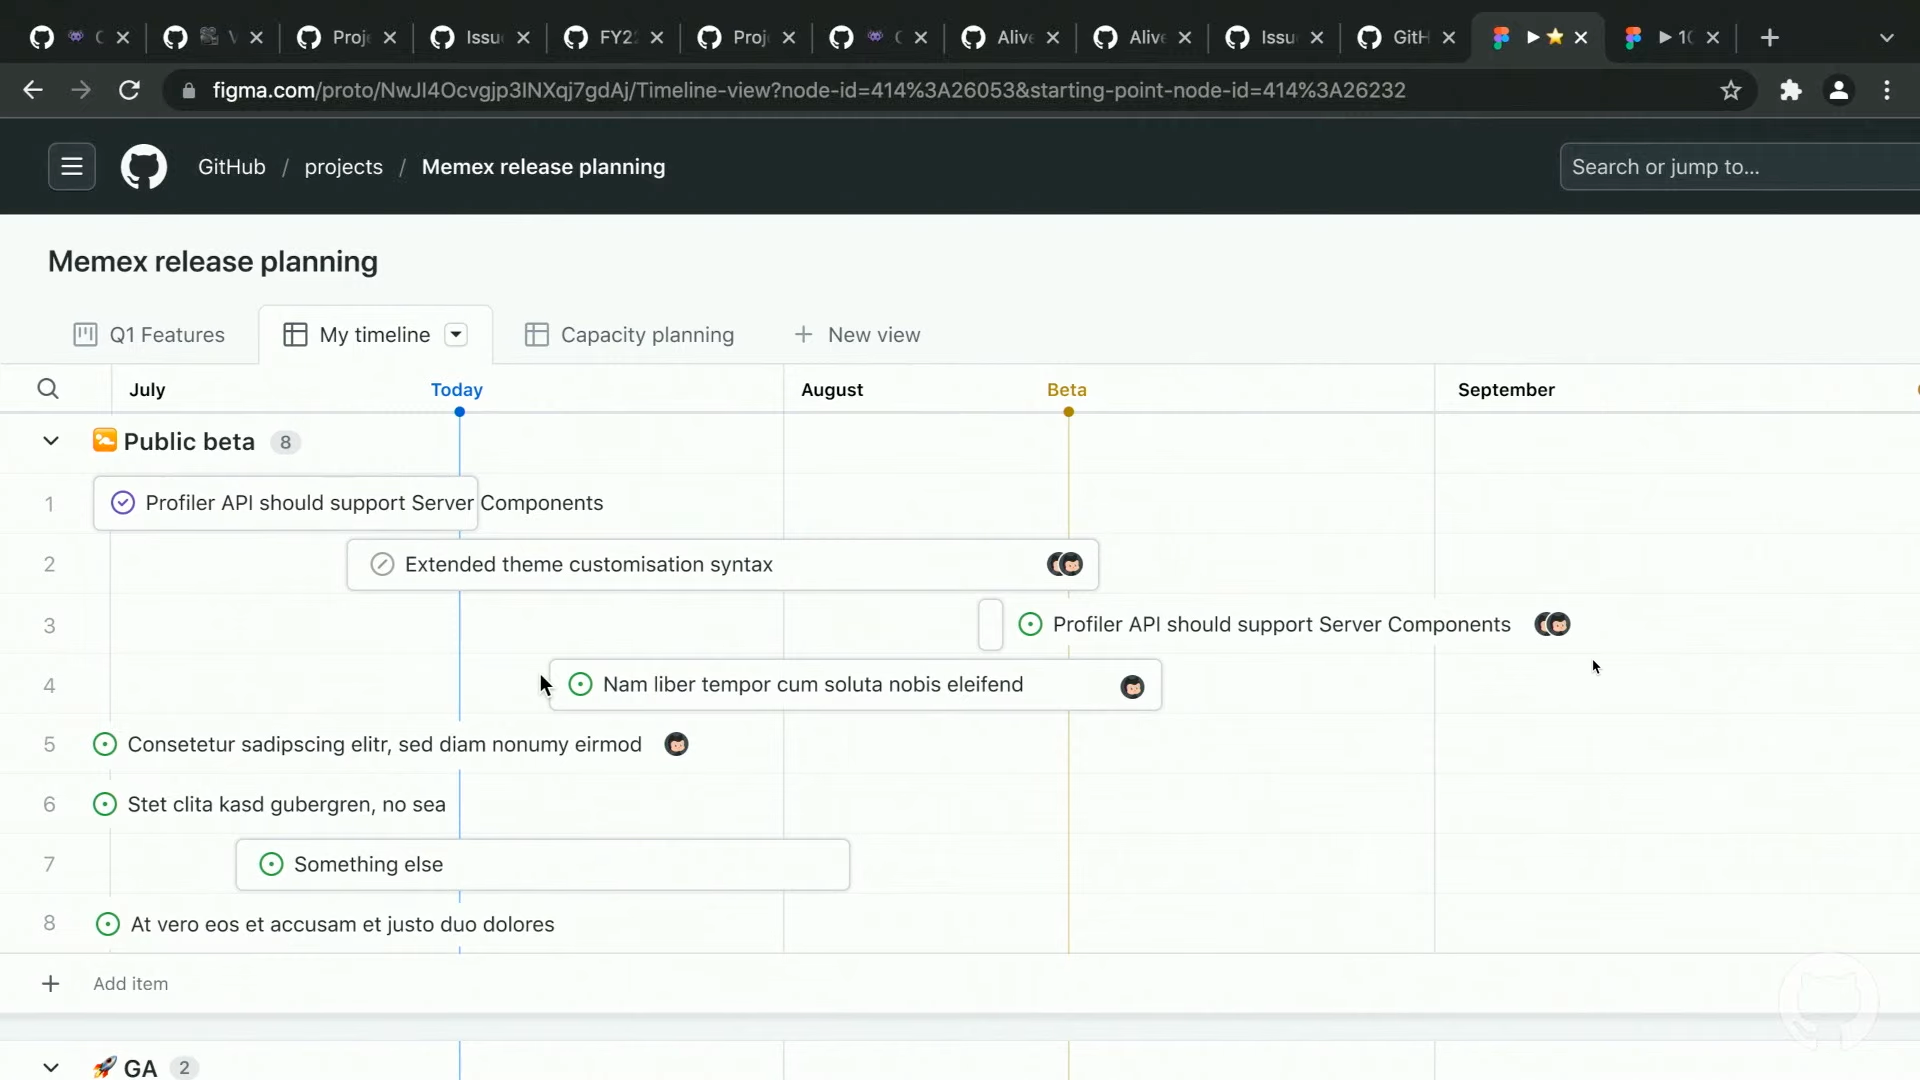 Proj
Issu
FY22
Proj
Aliv
Aliv
Issu
GitH
figma.com/proto/NwJI4Ocvgjp3INXqj7gdAj/Timeline-view?node-id=414%3A26053&starting-point-node-id=414%3A26232
GitHub / projects / Memex release planning
Search or jump to...
Memex release planning
Q1 Features
My timeline
Capacity planning
+ New view
July
Today
August
Beta
September
Public beta 8
1 Profiler API should support Server Components
2 Extended theme customisation syntax
3 Profiler API should support Server Components
4 Nam liber tempor cum soluta nobis eleifend
5 Consetetur sadipscing elitr, sed diam nonumy eirmod
6 Stet clita kasd gubergren, no sea
7 Something else
8 At vero eos et accusam et justo duo dolores
+ Add item
GA 2